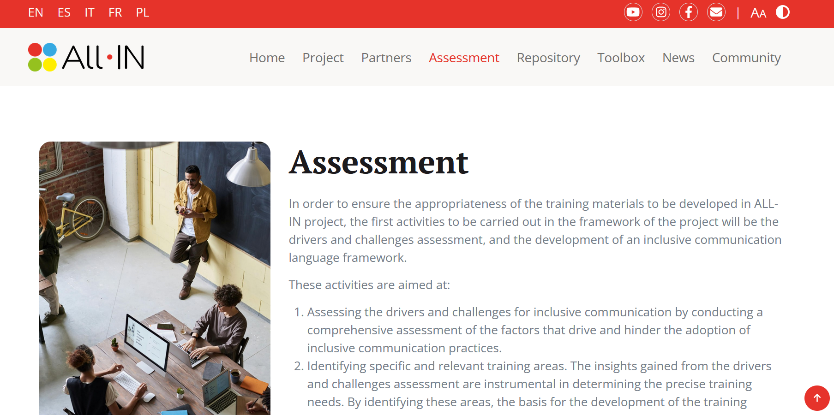 EN ES IT FR PL
AA
ALL·IN
Home Project Partners Assessment Repository Toolbox News Community
Assessment
In order to ensure the appropriateness of the training materials to be developed in ALL-
IN project, the first activities to be carried out in the framework of the project will be the
drivers and challenges assessment, and the development of an inclusive communication
language framework.
These activities are aimed at:
1. Assessing the drivers and challenges for inclusive communication by conducting a
comprehensive assessment of the factors that drive and hinder the adoption of
inclusive communication practices.
2. Identifying specific and relevant training areas. The insights gained from the drivers
and challenges assessment are instrumental in determining the precise training
needs. By identifying these areas, the basis for the development of the training